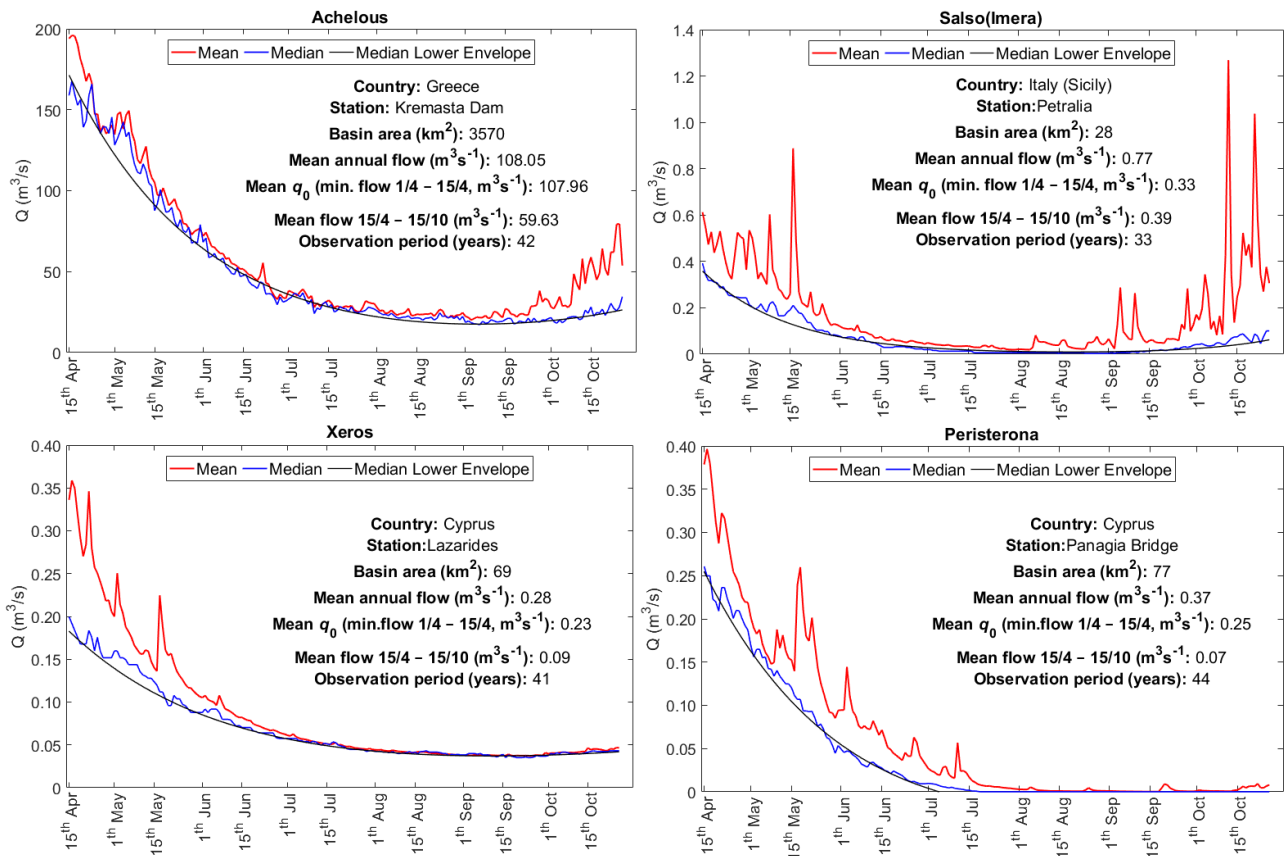 Achelous
Mean Median Median Lower Envelope
Country: Greece
Station: Kremasta Dam
Basin area (km²): 3570
Mean annual flow (m³s⁻¹): 108.05
Mean q₀ (min. flow 1/4 – 15/4, m³s⁻¹): 107.96
Mean flow 15/4 – 15/10 (m³s⁻¹): 59.63
Observation period (years): 42
Q (m³/s)
200
150
100
50
0
15th Apr
1th May
15th May
1th Jun
15th Jun
1th Jul
15th Jul
1th Aug
15th Aug
1th Sep
15th Sep
1th Oct
15th Oct
Salso(Imera)
Mean Median Median Lower Envelope
Country: Italy (Sicily)
Station:Petralia
Basin area (km²): 28
Mean annual flow (m³s⁻¹): 0.77
Mean q₀ (min. flow 1/4 – 15/4, m³s⁻¹): 0.33
Mean flow 15/4 – 15/10 (m³s⁻¹): 0.39
Observation period (years): 33
Q (m³/s)
1.4
1.2
1.0
0.8
0.6
0.4
0.2
0
15th Apr
1th May
15th May
1th Jun
15th Jun
1th Jul
15th Jul
1th Aug
15th Aug
1th Sep
15th Sep
1th Oct
15th Oct
Xeros
Mean Median Median Lower Envelope
Country: Cyprus
Station:Lazarides
Basin area (km²): 69
Mean annual flow (m³s⁻¹): 0.28
Mean q₀ (min.flow 1/4 – 15/4, m³s⁻¹): 0.23
Mean flow 15/4 – 15/10 (m³s⁻¹): 0.09
Observation period (years): 41
Q (m³/s)
0.40
0.35
0.30
0.25
0.20
0.15
0.10
0.05
0
15th Apr
1th May
15th May
1th Jun
15th Jun
1th Jul
15th Jul
1th Aug
15th Aug
1th Sep
15th Sep
1th Oct
15th Oct
Peristerona
Mean Median Median Lower Envelope
Country: Cyprus
Station:Panagia Bridge
Basin area (km²): 77
Mean annual flow (m³s⁻¹): 0.37
Mean q₀ (min.flow 1/4 – 15/4, m³s⁻¹): 0.25
Mean flow 15/4 – 15/10 (m³s⁻¹): 0.07
Observation period (years): 44
Q (m³/s)
0.40
0.35
0.30
0.25
0.20
0.15
0.10
0.05
0
15th Apr
1th May
15th May
1th Jun
15th Jun
1th Jul
15th Jul
1th Aug
15th Aug
1th Sep
15th Sep
1th Oct
15th Oct